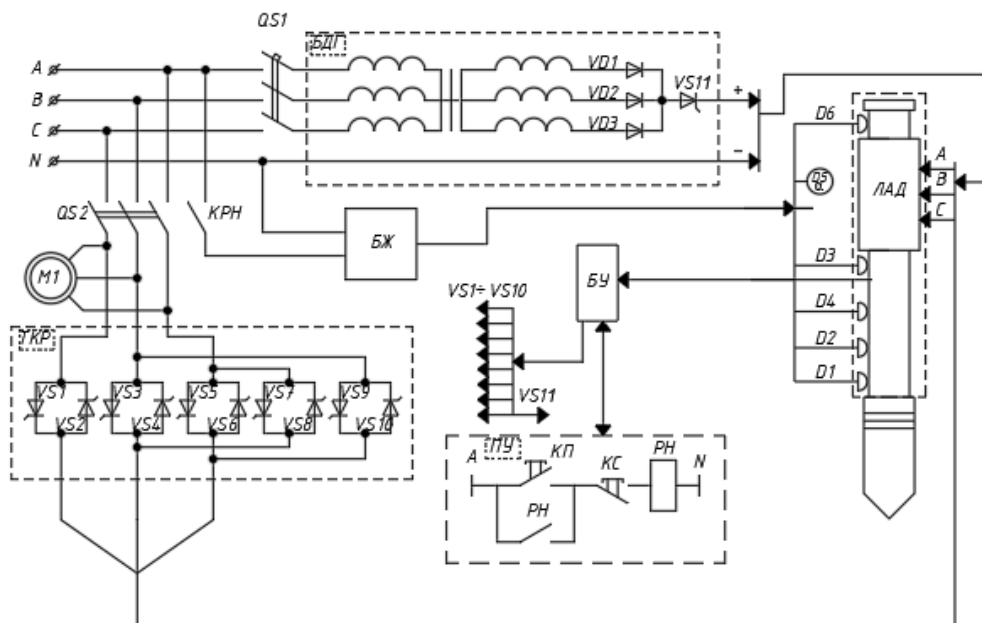 QS1
БДГ
A
VD1
VS11
B
VD2
+
C
VD3
N
−
D6
A
B
C
ЛАД
D5
QS2
КРН
БЖ
M1
БУ
D3
VS1÷ VS10
D4
ТКР
D2
D1
VS1
VS3
VS5
VS7
VS9
VS11
VS2
VS4
VS6
VS8
VS10
ПУ
A
КП
КС
РН
N
РН